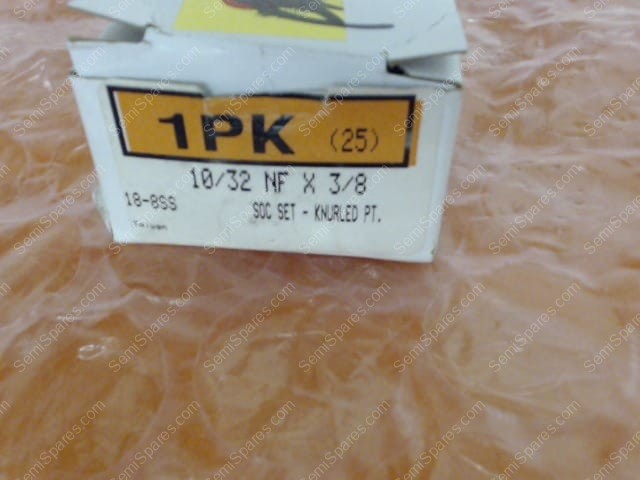 1PK (25)
10/32 NF X 3/8
18-8SS
SOC SET - KNURLED PT.
Taiwan
SemiSpares.com